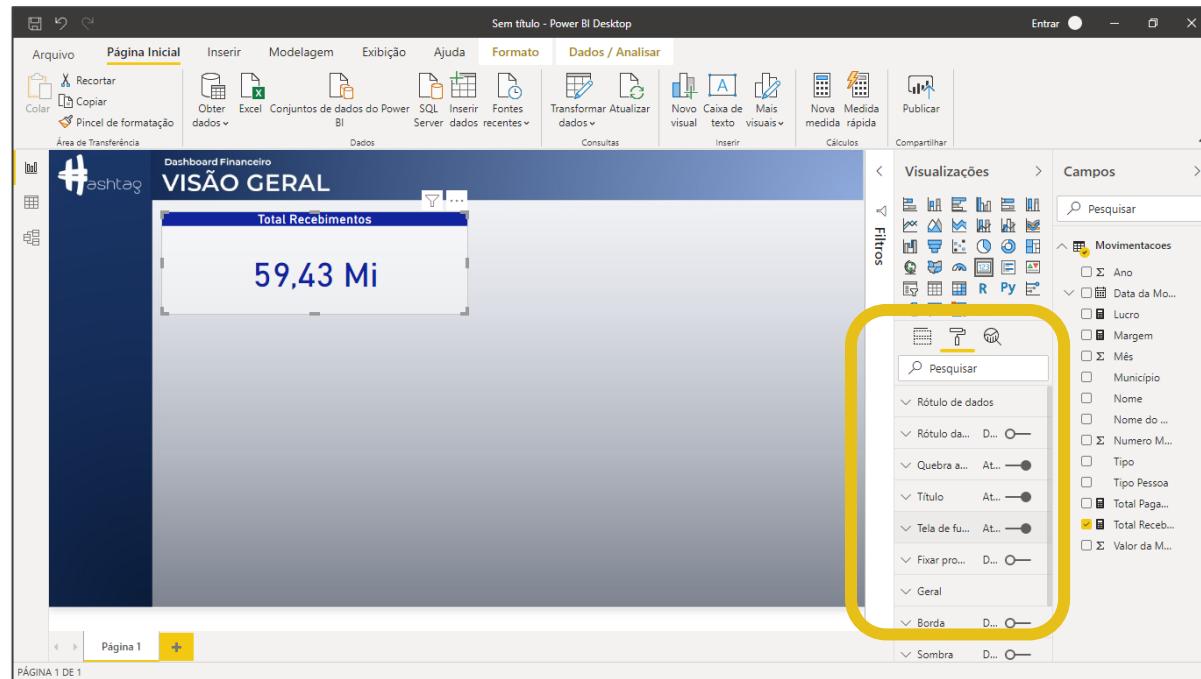 Sem título - Power BI Desktop
Entrar
Arquivo
Página Inicial
Inserir
Modelagem
Exibição
Ajuda
Formato
Dados / Analisar
Colar
Recortar
Copiar
Pincel de formatação
Área de Transferência
Obter dados
Excel
Conjuntos de dados do Power BI
SQL Server
Inserir dados
Fontes recentes
Dados
Transformar dados
Atualizar
Consultas
Novo visual
A
Caixa de texto
Mais visuais
Inserir
Nova medida
Medida rápida
Cálculos
Publicar
Compartilhar
Hashtag
Dashboard Financeiro
VISÃO GERAL
Total Recebimentos
59,43 Mi
Filtros
Visualizações
123
R Py
Pesquisar
Rótulo de dados
Rótulo da... D...
Quebra a... At...
Título At...
Tela de fu... At...
Fixar pro... D...
Geral
Borda D...
Sombra D...
Campos
Pesquisar
Movimentacoes
Σ Ano
Data da Mo...
Lucro
Margem
Σ Mês
Município
Nome
Nome do ...
Σ Numero M...
Tipo
Tipo Pessoa
Total Paga...
Total Receb...
Σ Valor da M...
Página 1
PÁGINA 1 DE 1